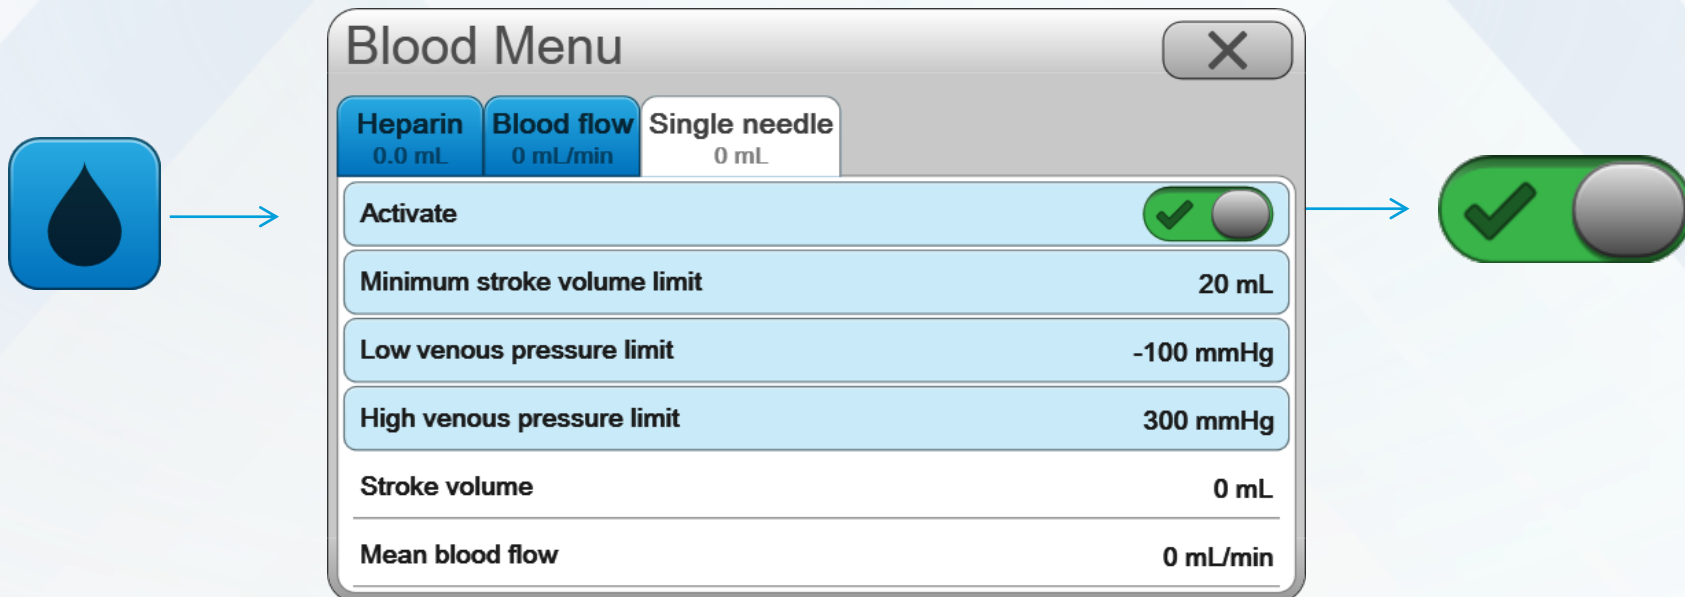 Blood Menu
Heparin Blood flow Single needle
0.0 mL 0 mL/min 0 mL
Activate
Minimum stroke volume limit 20 mL
Low venous pressure limit -100 mmHg
High venous pressure limit 300 mmHg
Stroke volume 0 mL
Mean blood flow 0 mL/min